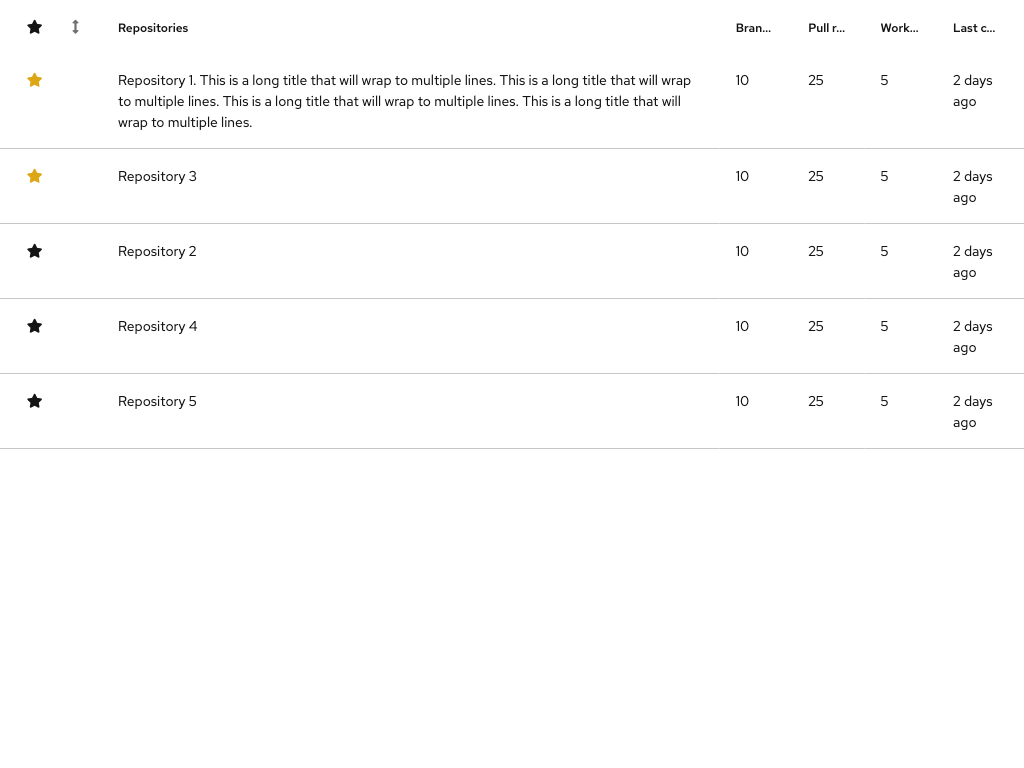 Repositories Bran... Pull r... Work... Last c...
Repository 1. This is a long title that will wrap to multiple lines. This is a long title that will wrap 10 25 5 2 days
to multiple lines. This is a long title that will wrap to multiple lines. This is a long title that will ago
wrap to multiple lines.
Repository 3 10 25 5 2 days
ago
Repository 2 10 25 5 2 days
ago
Repository 4 10 25 5 2 days
ago
Repository 5 10 25 5 2 days
ago